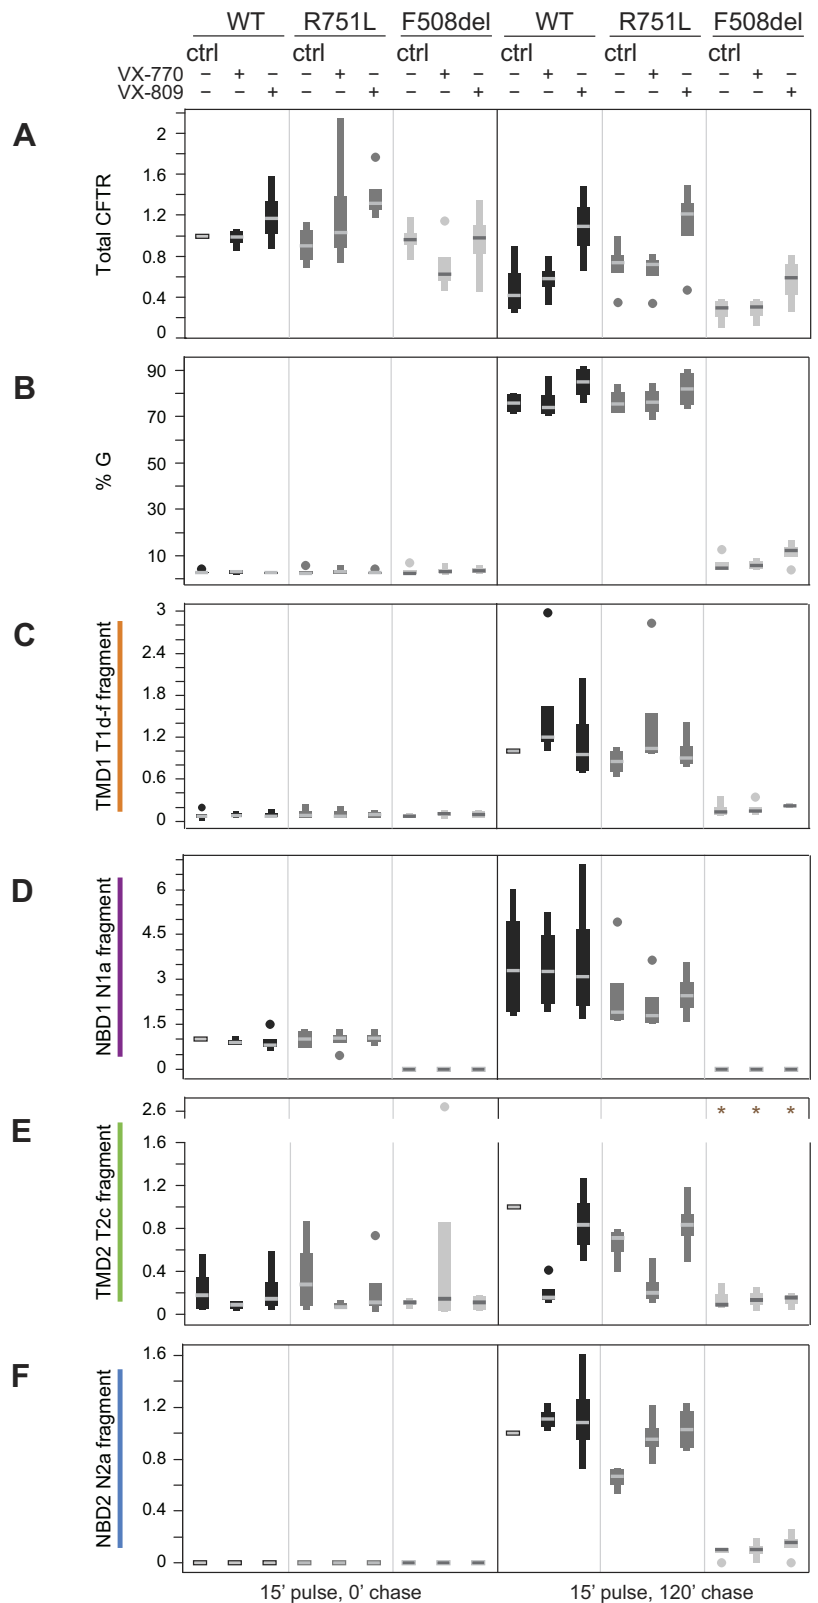 WT R751L F508del WT R751L F508del
ctrl ctrl ctrl ctrl ctrl ctrl
VX-770 – + – – + – – + – – + – – + – – + –
VX-809 – – + – – + – – + – – + – – + – – +
A
Total CFTR
2
1.6
1.2
0.8
0.4
0
B
% G
90
70
50
30
10
C
TMD1 T1d-f fragment
3
2.4
1.8
1.2
0.6
0
D
NBD1 N1a fragment
6
4.5
3
1.5
0
E
TMD2 T2c fragment
2.6
* * *
1.6
1.2
0.8
0.4
0
F
NBD2 N2a fragment
1.6
1.2
0.8
0.4
0
15’ pulse, 0’ chase 15’ pulse, 120’ chase